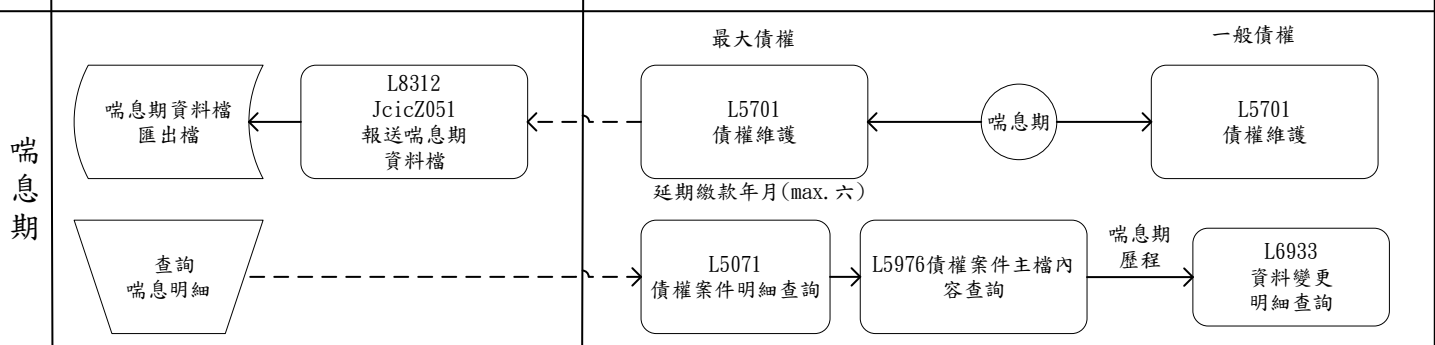 喘
息
期
最大債權
一般債權
喘息期資料檔
匯出檔
L8312
JcicZ051
報送喘息期
資料檔
L5701
債權維護
喘息期
L5701
債權維護
延期繳款年月(max.六)
查詢
喘息明細
L5071
債權案件明細查詢
L5976債權案件主檔內
容查詢
喘息期
歷程
L6933
資料變更
明細查詢